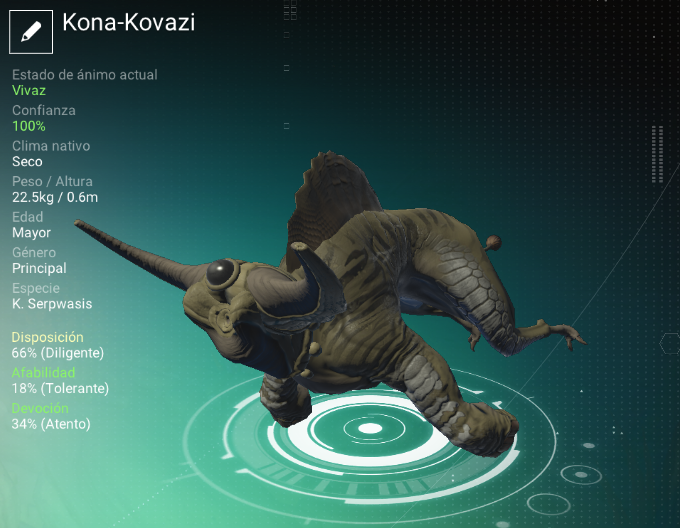 Kona-Kovazi
Estado de ánimo actual
Vivaz
Confianza
100%
Clima nativo
Seco
Peso / Altura
22.5kg / 0.6m
Edad
Mayor
Género
Principal
Especie
K. Serpwasis
Disposición
66% (Diligente)
Afabilidad
18% (Tolerante)
Devoción
34% (Atento)